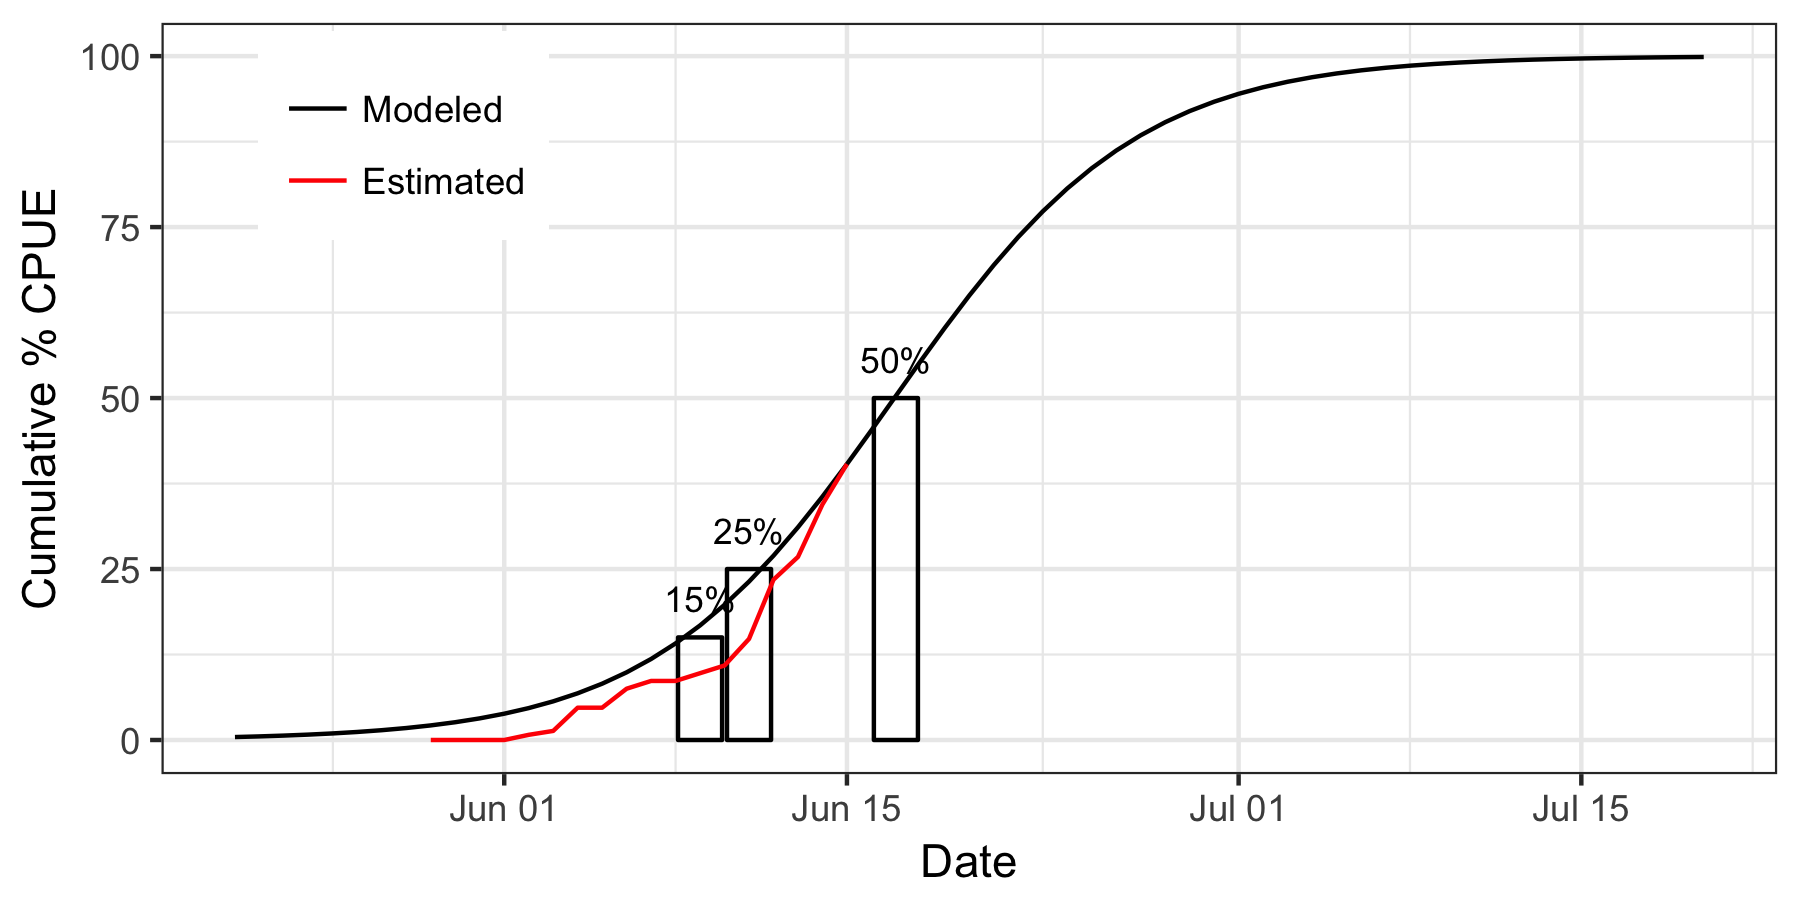 100
75
50
25
0
Cumulative % CPUE
Modeled
Estimated
15%
25%
50%
Jun 01
Jun 15
Jul 01
Jul 15
Date